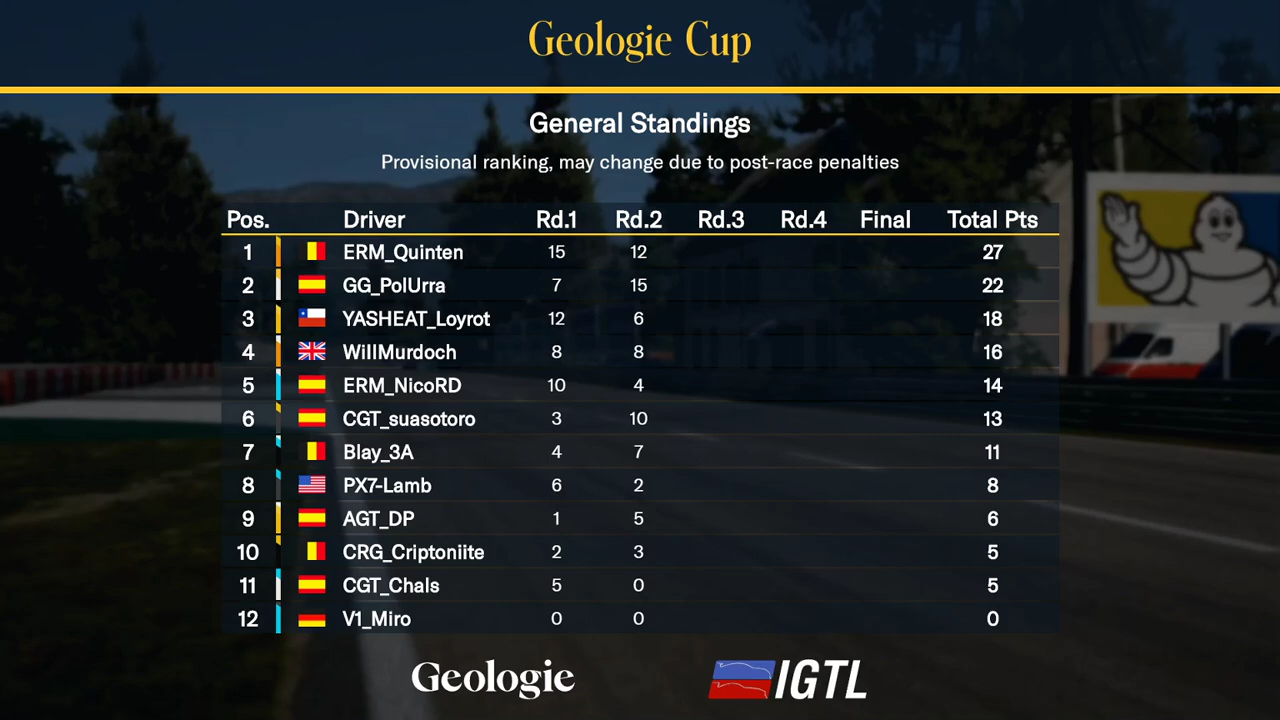 Geologie Cup
General Standings
Provisional ranking, may change due to post-race penalties
Pos. Driver Rd.1 Rd.2 Rd.3 Rd.4 Final Total Pts
1 ERM_Quinten 15 12 27
2 GG_PolUrra 7 15 22
3 YASHEAT_Loyrot 12 6 18
4 WillMurdoch 8 8 16
5 ERM_NicoRD 10 4 14
6 CGT_suasotoro 3 10 13
7 Blay_3A 4 7 11
8 PX7-Lamb 6 2 8
9 AGT_DP 1 5 6
10 CRG_Criptoniite 2 3 5
11 CGT_Chals 5 0 5
12 V1_Miro 0 0 0
Geologie IGTL